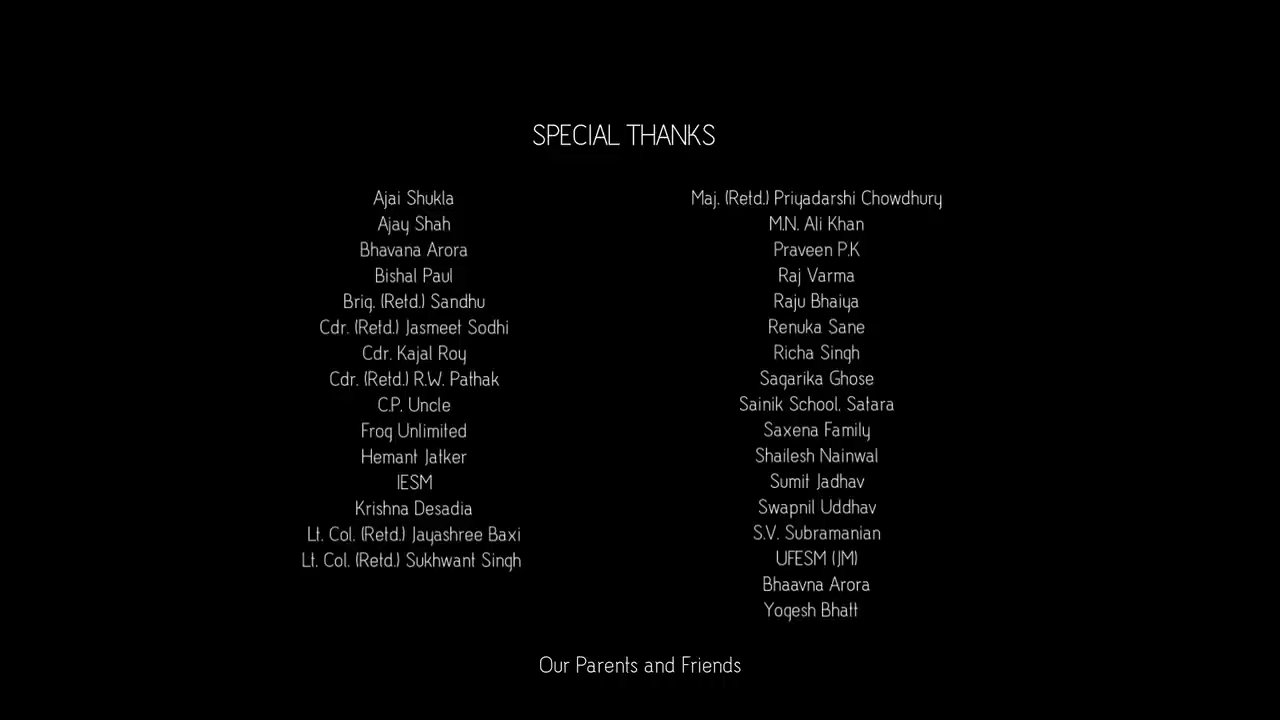 SPECIAL THANKS
Ajai Shukla
Ajay Shah
Bhavana Arora
Bishal Paul
Brig. (Retd.) Sandhu
Cdr. (Retd.) Jasmeet Sodhi
Cdr. Kajal Roy
Cdr. (Retd.) R.W. Pathak
C.P. Uncle
Frog Unlimited
Hemant Jatker
IESM
Krishna Desadia
Lt. Col. (Retd.) Jayashree Baxi
Lt. Col. (Retd.) Sukhwant Singh
Maj. (Retd.) Priyadarshi Chowdhury
M.N. Ali Khan
Praveen P.K
Raj Varma
Raju Bhaiya
Renuka Sane
Richa Singh
Sagarika Ghose
Sainik School, Satara
Saxena Family
Shailesh Nainwal
Sumit Jadhav
Swapnil Uddhav
S.V. Subramanian
UFESM (JM)
Bhaavna Arora
Yogesh Bhatt
Our Parents and Friends